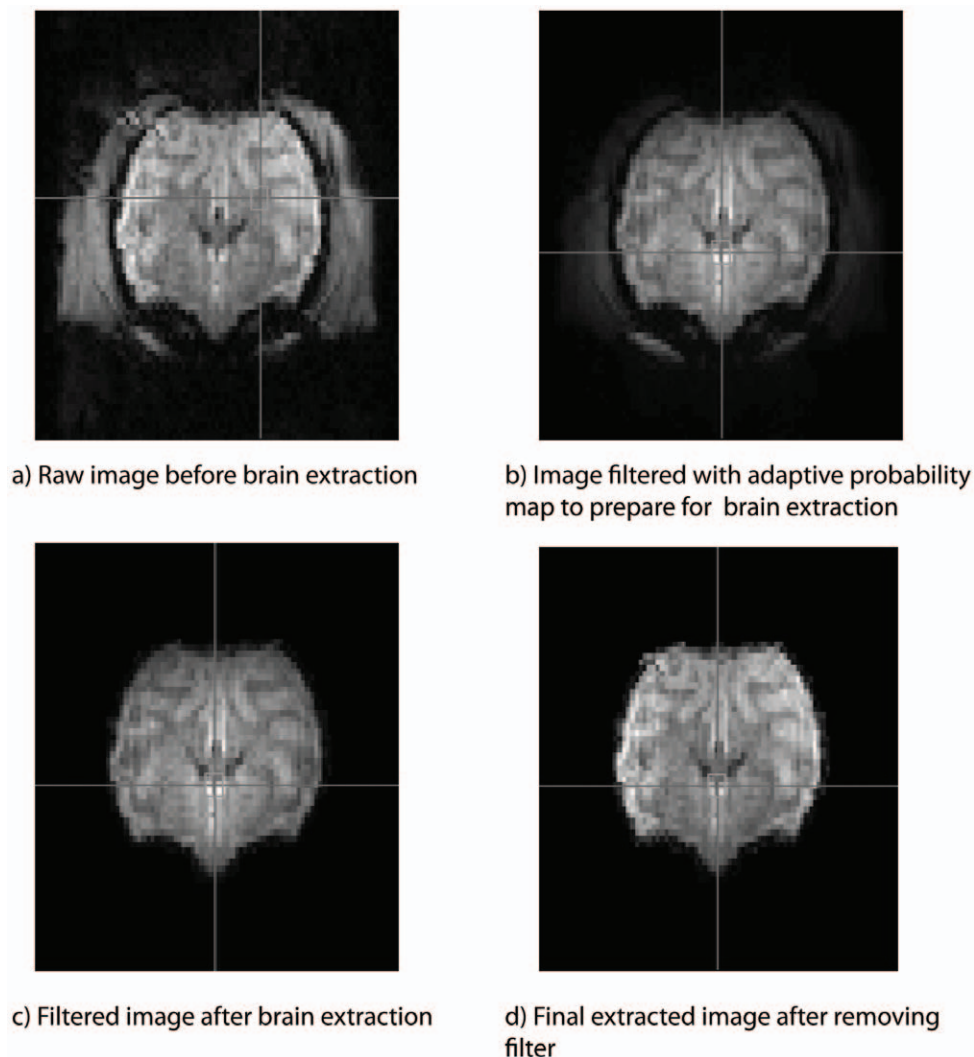 a) Raw image before brain extraction
b) Image filtered with adaptive probability
map to prepare for brain extraction
c) Filtered image after brain extraction
d) Final extracted image after removing
filter